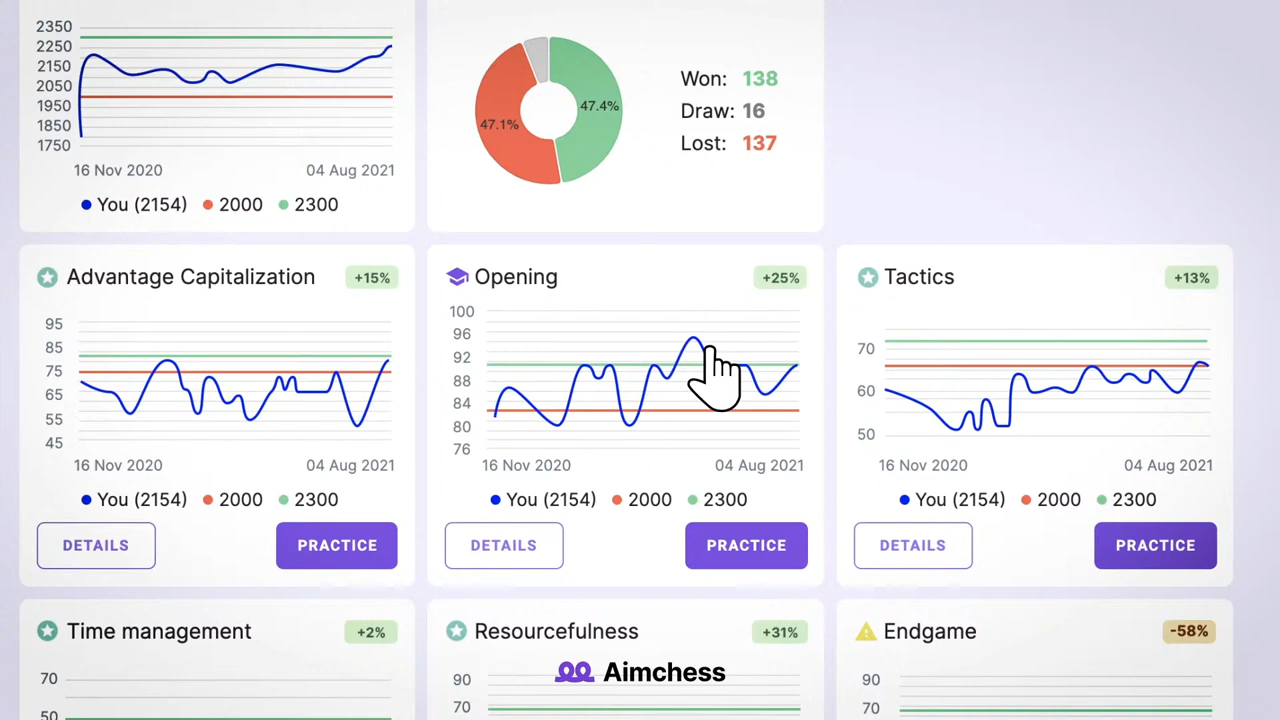 2350
2250
2150
2050
1950
1850
1750
16 Nov 2020 04 Aug 2021
You (2154) 2000 2300
47.4%
47.1%
Won: 138
Draw: 16
Lost: 137
Advantage Capitalization +15%
95
85
75
65
55
45
16 Nov 2020 04 Aug 2021
You (2154) 2000 2300
DETAILS PRACTICE
Opening +25%
100
96
92
88
84
80
76
16 Nov 2020 04 Aug 2021
You (2154) 2000 2300
DETAILS PRACTICE
Tactics +13%
70
60
50
16 Nov 2020 04 Aug 2021
You (2154) 2000 2300
DETAILS PRACTICE
Time management +2%
70
50
Resourcefulness +31%
90
70
Endgame -58%
90
70
Aimchess